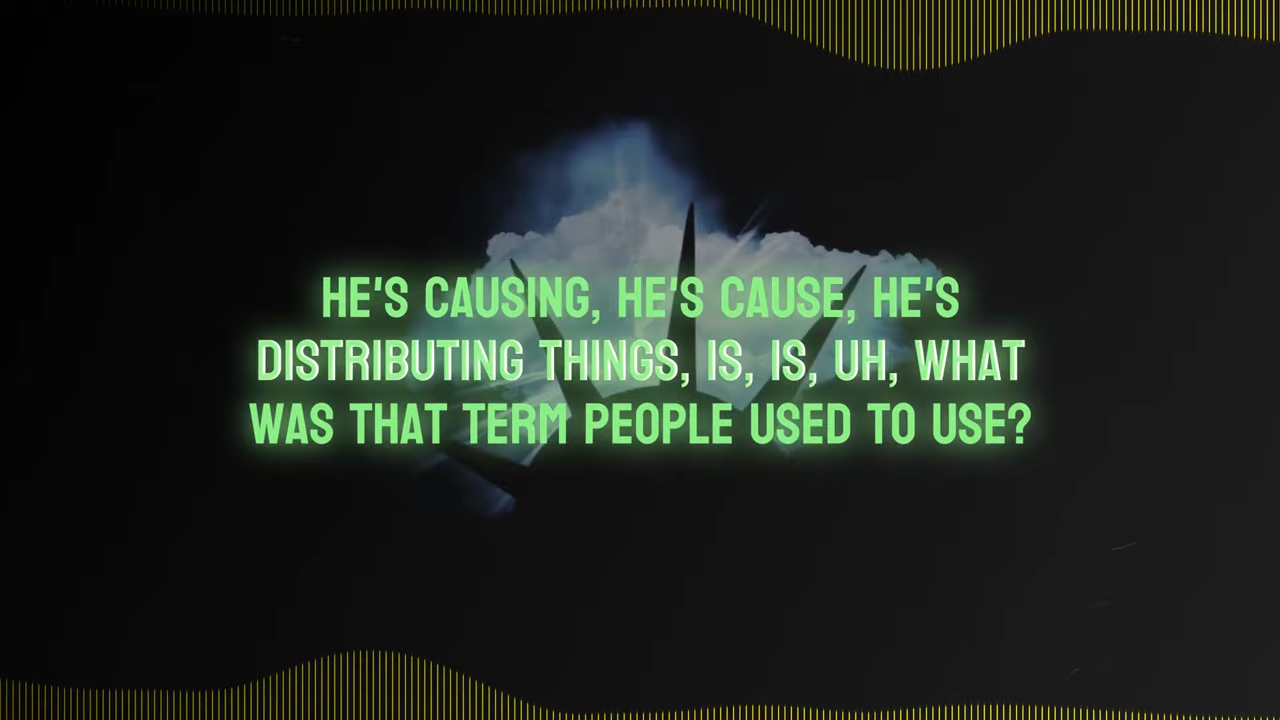 HE'S CAUSING, HE'S CAUSE, HE'S
DISTRIBUTING THINGS, IS, IS, UH, WHAT
WAS THAT TERM PEOPLE USED TO USE?